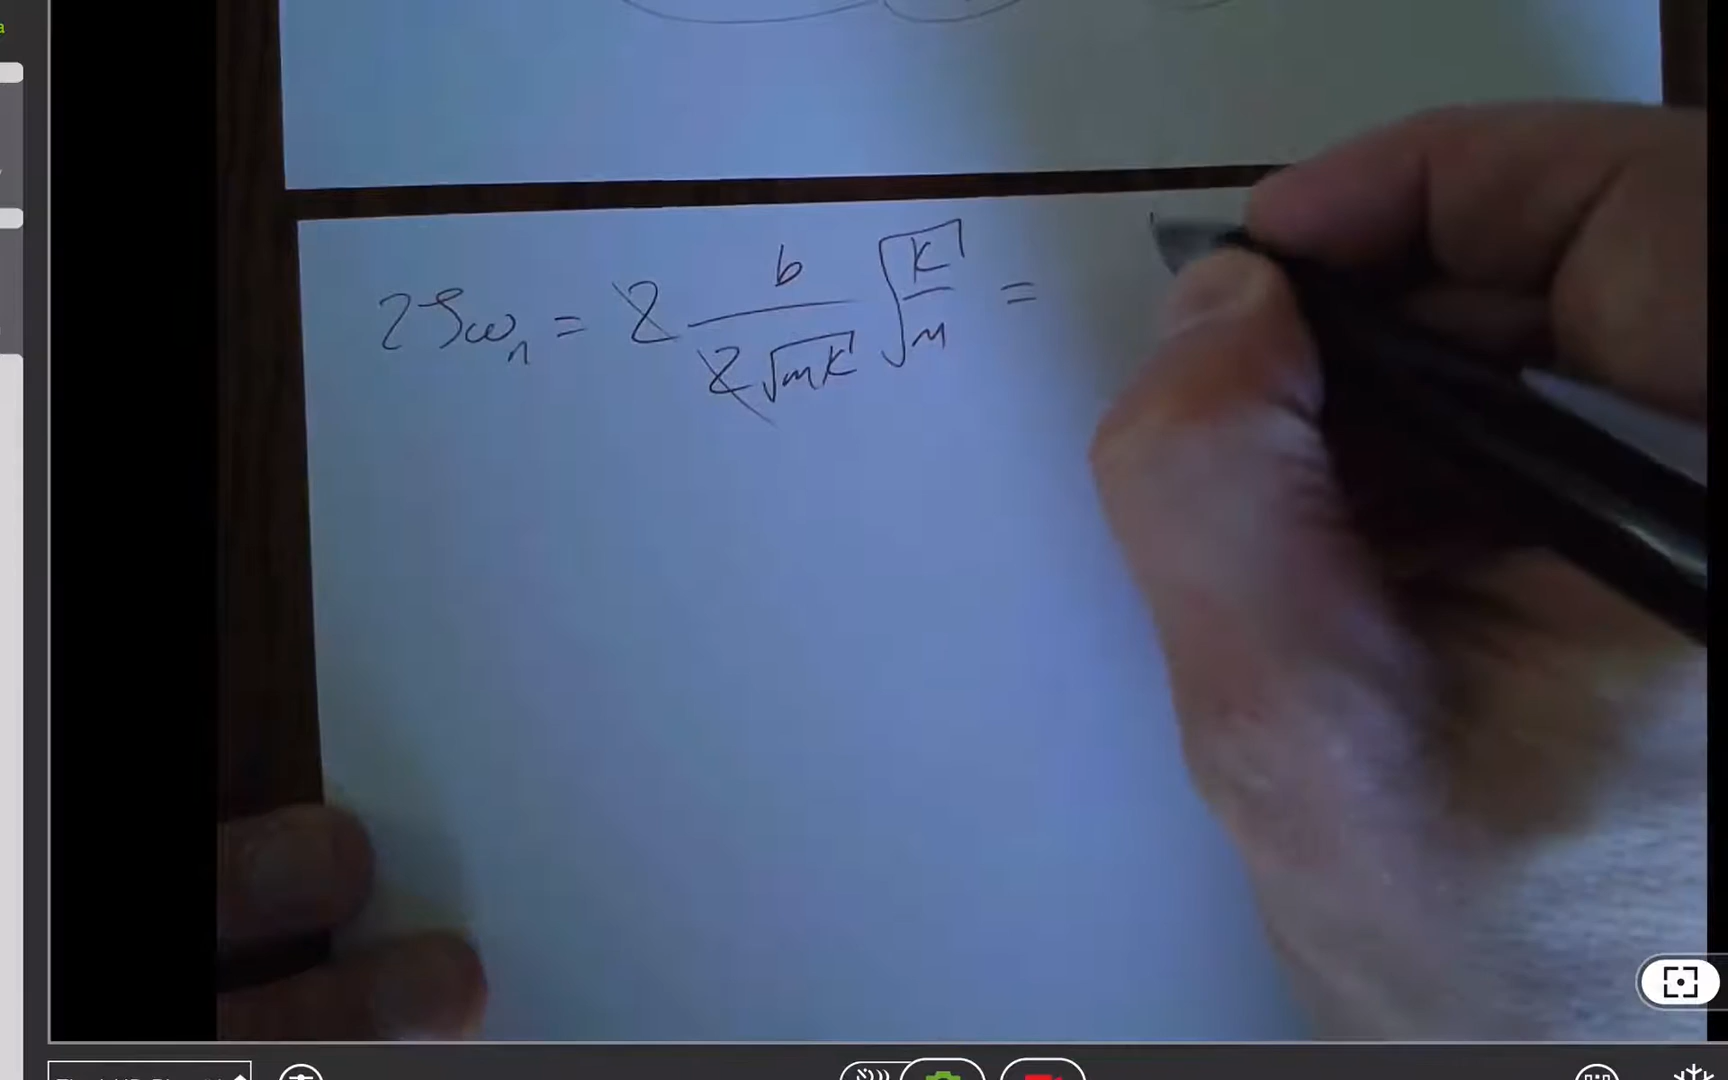 2ζω_n = 2 b / (2√(mk)) √(k/m) =